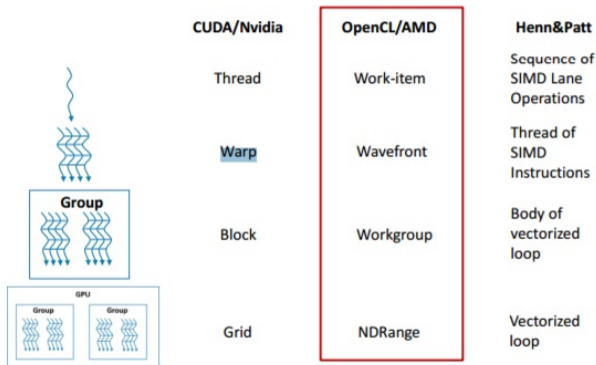 CUDA/Nvidia
OpenCL/AMD
Henn&Patt
Thread
Work-item
Sequence of
SIMD Lane
Operations
Warp
Wavefront
Thread of
SIMD
Instructions
Group
Block
Workgroup
Body of
vectorized
loop
GPU
Group
Group
Grid
NDRange
Vectorized
loop